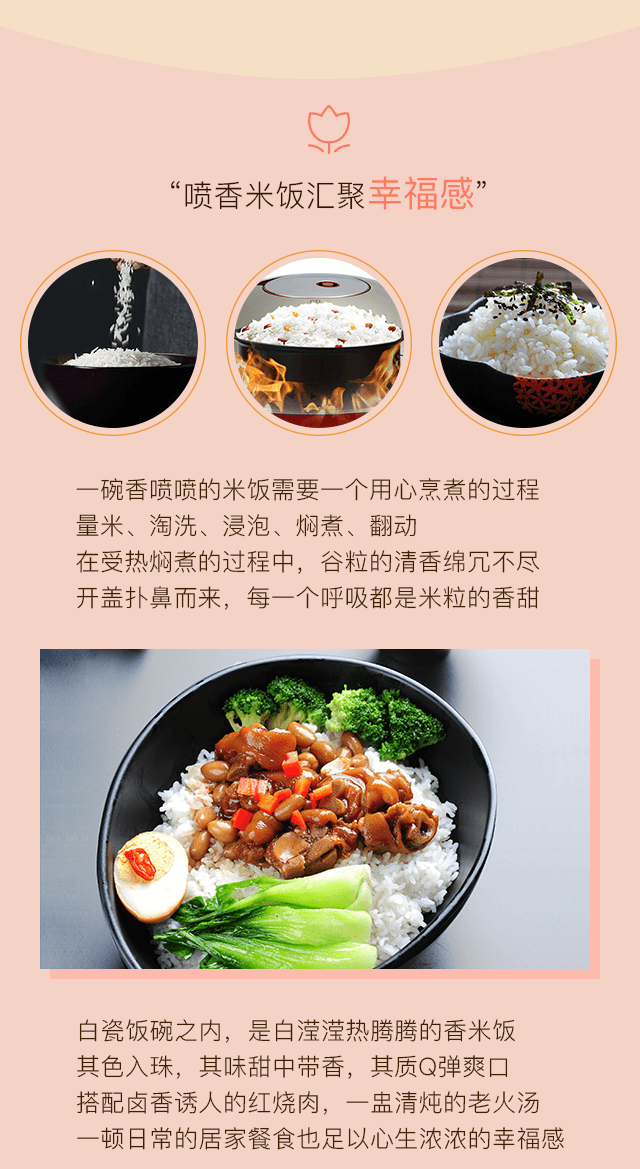 “喷香米饭汇聚幸福感”
一碗香喷喷的米饭需要一个用心烹煮的过程
量米、淘洗、浸泡、焖煮、翻动
在受热焖煮的过程中，谷粒的清香绵冗不尽
开盖扑鼻而来，每一个呼吸都是米粒的香甜
白瓷饭碗之内，是白滢滢热腾腾的香米饭
其色入珠，其味甜中带香，其质Q弹爽口
搭配卤香诱人的红烧肉，一盅清炖的老火汤
一顿日常的居家餐食也足以心生浓浓的幸福感